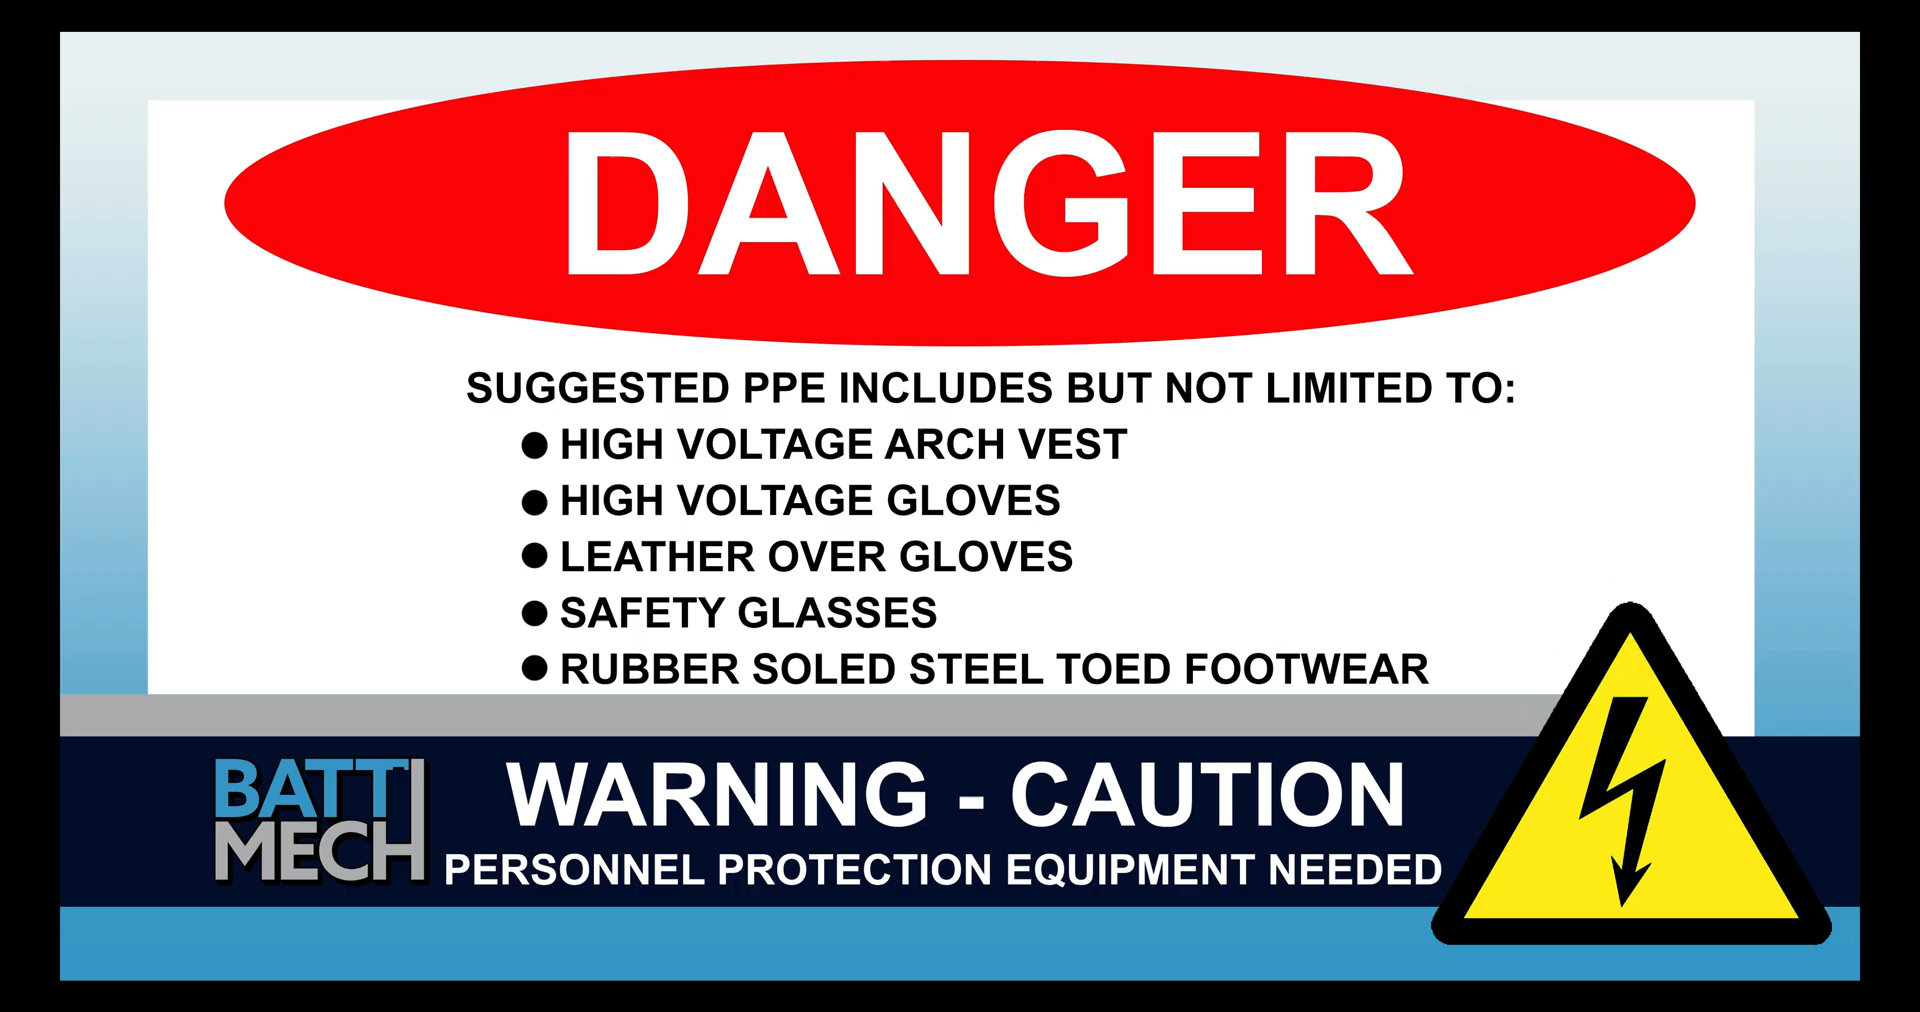 DANGER
SUGGESTED PPE INCLUDES BUT NOT LIMITED TO:
● HIGH VOLTAGE ARCH VEST
● HIGH VOLTAGE GLOVES
● LEATHER OVER GLOVES
● SAFETY GLASSES
● RUBBER SOLED STEEL TOED FOOTWEAR
BATTI
MECH
WARNING - CAUTION
PERSONNEL PROTECTION EQUIPMENT NEEDED